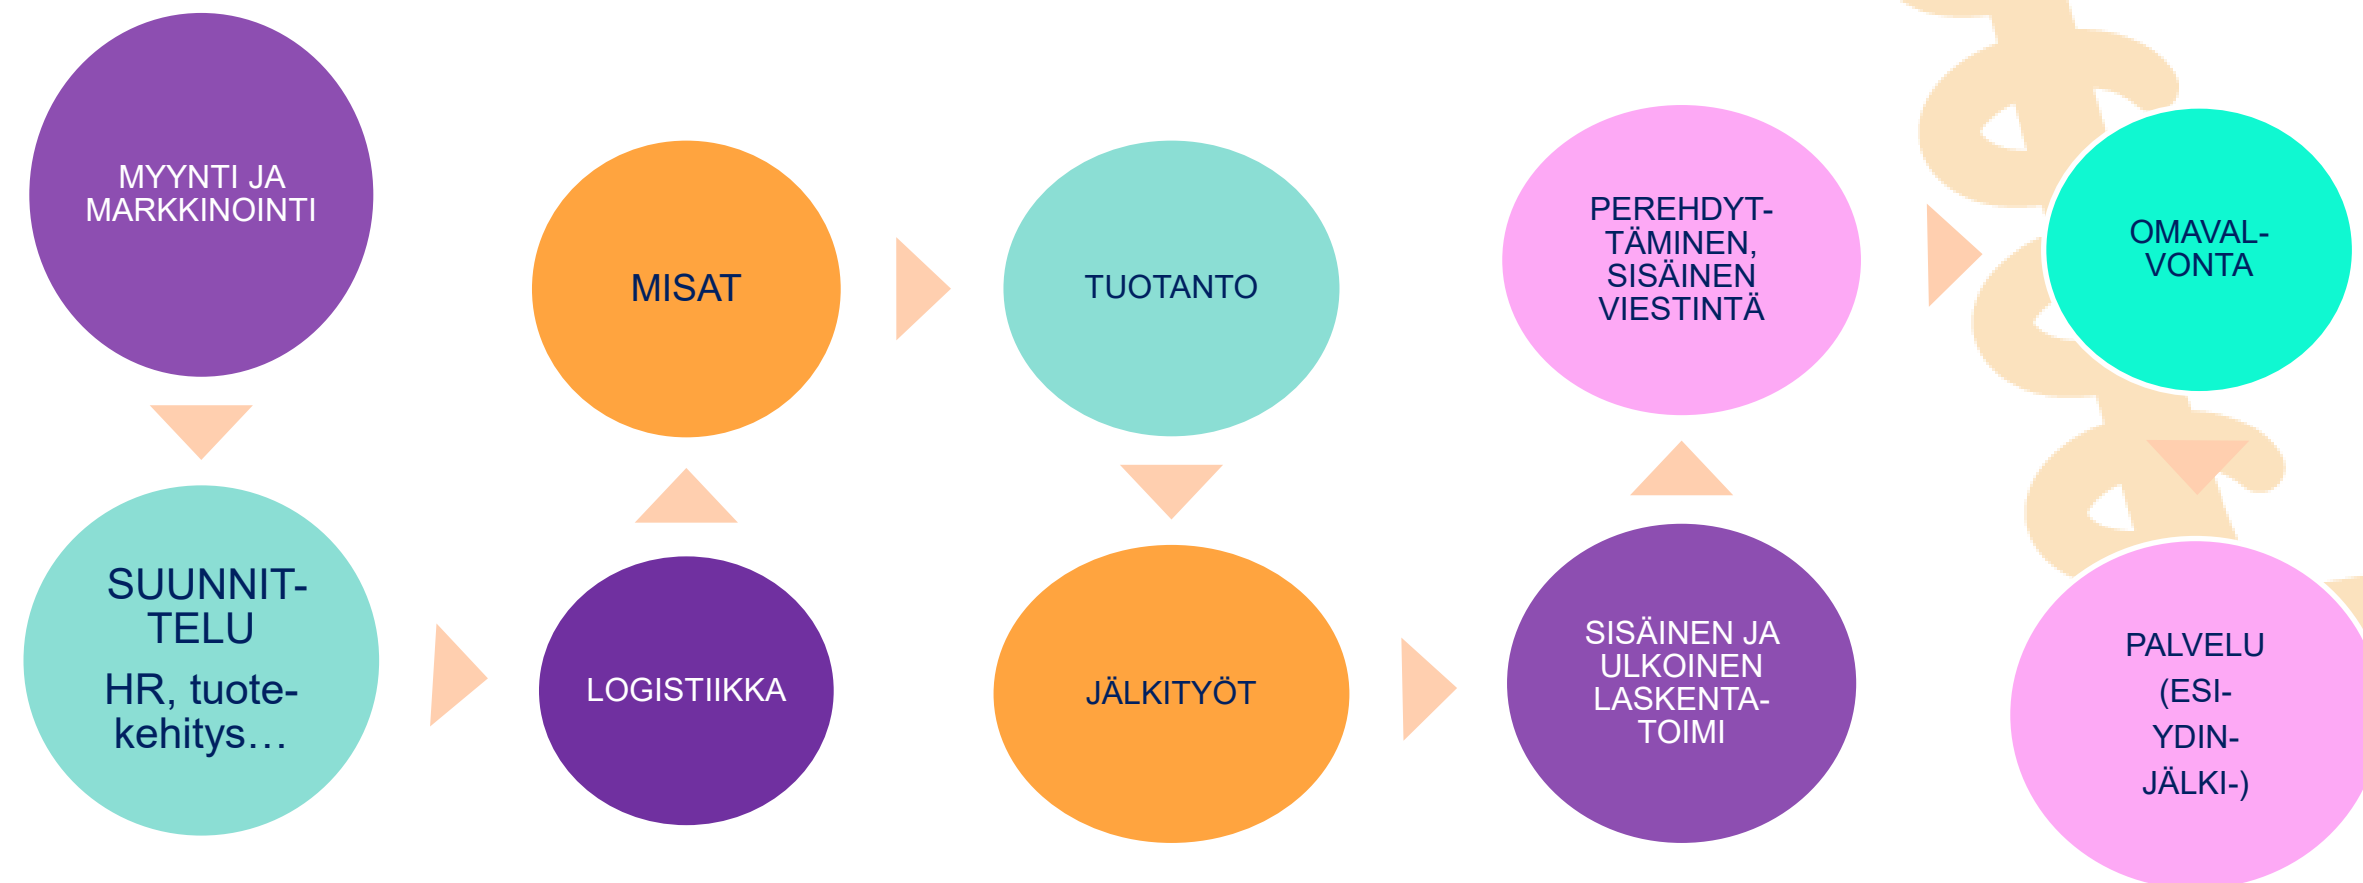 MYYNTI JA
MARKKINOINTI
SUUNNIT-
TELU
HR, tuote-
kehitys…
LOGISTIIKKA
MISAT
TUOTANTO
JÄLKITYÖT
SISÄINEN JA
ULKOINEN
LASKENTA-
TOIMI
PEREHDYT-
TÄMINEN,
SISÄINEN
VIESTINTÄ
OMAVAL-
VONTA
PALVELU
(ESI-
YDIN-
JÄLKI-)